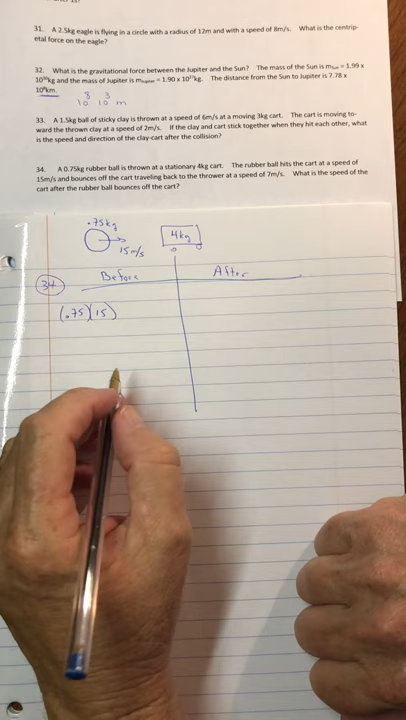 31. A 2.5kg eagle is flying in a circle with a radius of 12m and with a speed of 8m/s. What is the centrip-
etal force on the eagle?
32. What is the gravitational force between the Jupiter and the Sun? The mass of the Sun is m = 1.99 x
10³⁰kg and the mass of Jupiter is m = 1.90 x 10²⁷kg. The distance from the Sun to Jupiter is 7.78 x
10⁸km.
8 3
10 10 m
33. A 1.5kg ball of sticky clay is thrown at a speed of 6m/s at a moving 3kg cart. The cart is moving to-
ward the thrown clay at a speed of 2m/s. If the clay and cart stick together when they hit each other, what
is the speed and direction of the clay-cart after the collision?
34. A 0.75kg rubber ball is thrown at a stationary 4kg cart. The rubber ball hits the cart at a speed of
15m/s and bounces off the cart traveling back to the thrower at a speed of 7m/s. What is the speed of the
cart after the rubber ball bounces off the cart?
.75kg
4kg
15 m/s
34
Before After
(.75)(15)